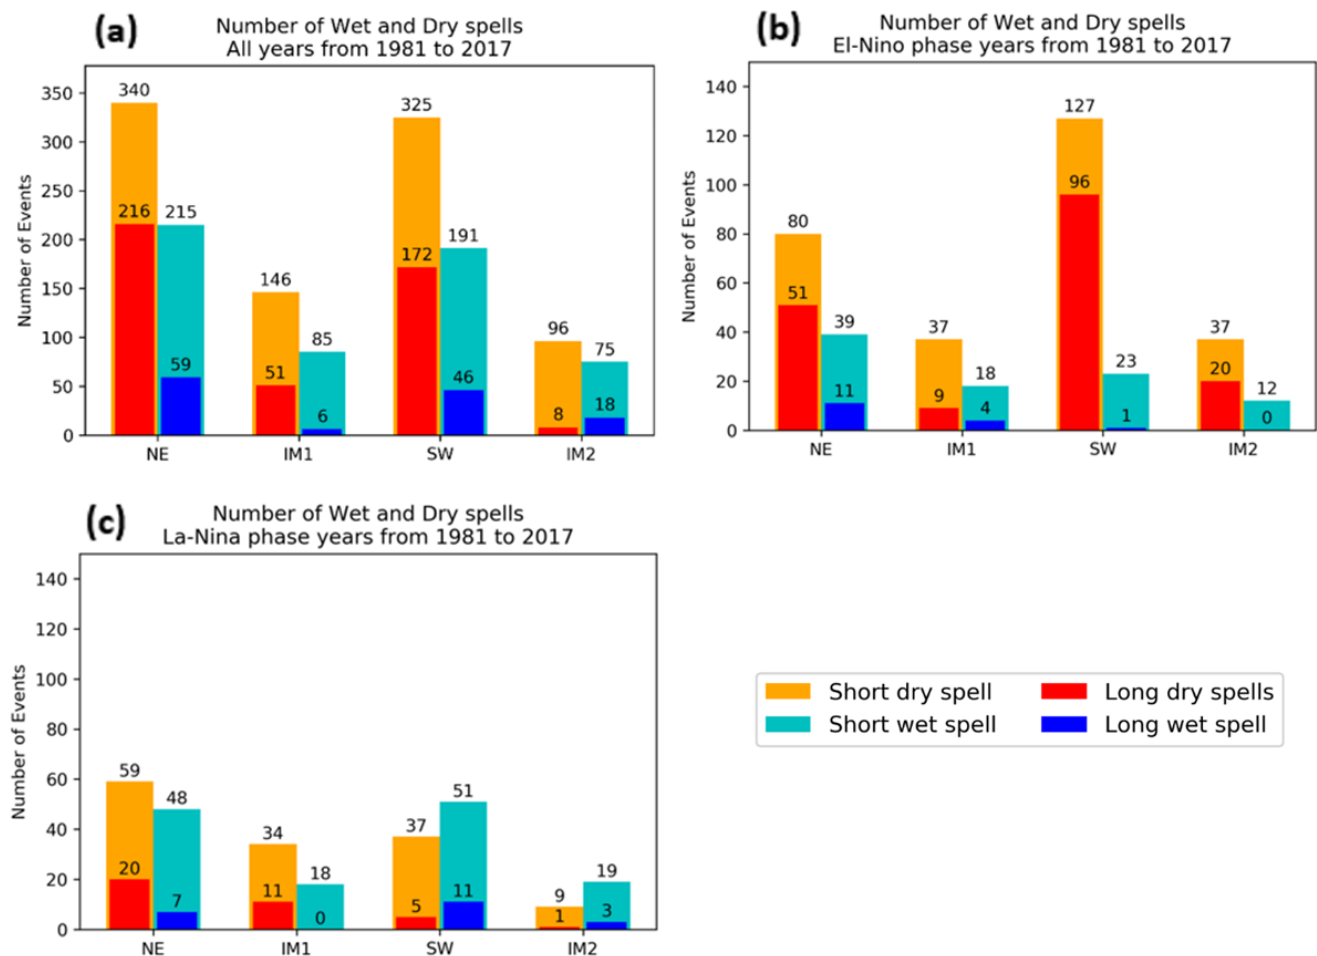 (a)
Number of Wet and Dry spells
All years from 1981 to 2017
Number of Events
350
300
250
200
150
100
50
0
340
216
215
59
146
51
85
6
325
172
191
46
96
8
75
18
NE
IM1
SW
IM2
(b)
Number of Wet and Dry spells
El-Nino phase years from 1981 to 2017
Number of Events
140
120
100
80
60
40
20
0
80
51
39
11
37
9
18
4
127
96
23
1
37
20
12
0
NE
IM1
SW
IM2
(c)
Number of Wet and Dry spells
La-Nina phase years from 1981 to 2017
Number of Events
140
120
100
80
60
40
20
0
59
20
48
7
34
11
18
0
37
5
51
11
9
1
19
3
NE
IM1
SW
IM2
Short dry spell
Long dry spells
Short wet spell
Long wet spell